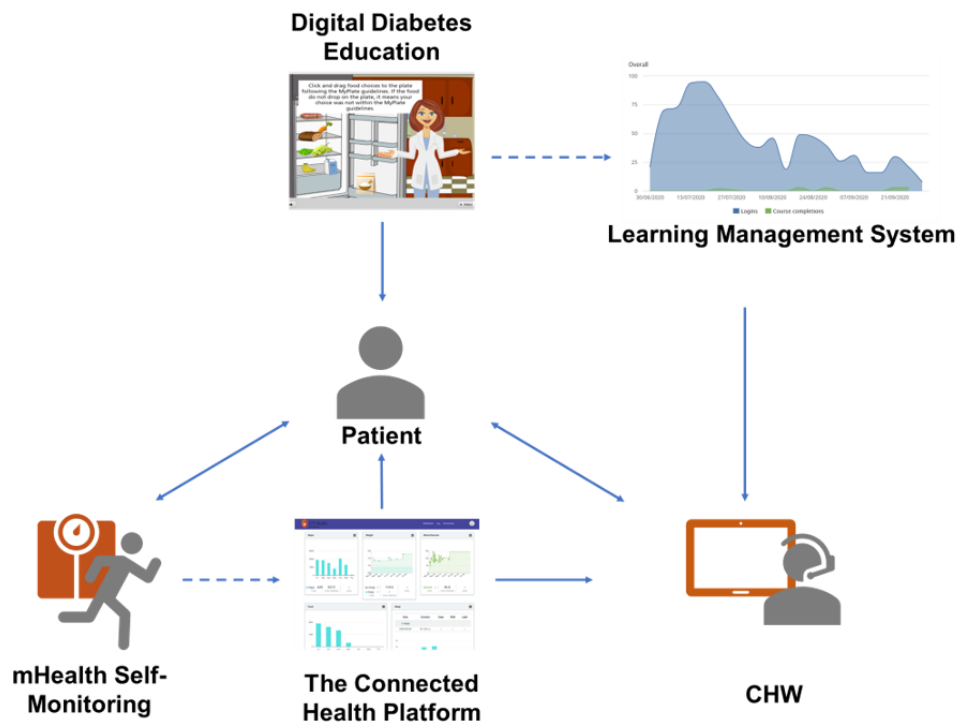 Digital Diabetes
Education
Click and drag food choices to the plate
following the MyPlate guidelines. If the food
do not drop on the plate, it means your
choice was not within the MyPlate
guidelines.
Overall
100
75
50
25
0
30/06/2020 13/07/2020 27/07/2020 10/08/2020 24/08/2020 07/09/2020 21/09/2020
Logins Course completions
Learning Management System
Patient
mHealth Self-
Monitoring
The Connected
Health Platform
CHW